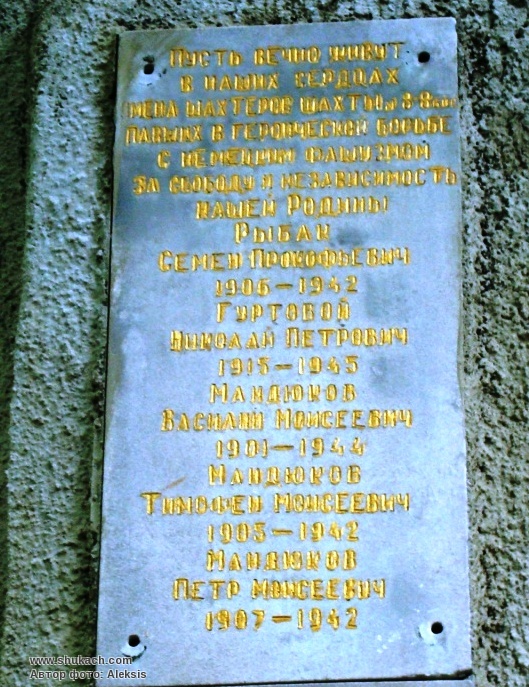 Пусть вечно живут
в наших сердцах
имена шахтеров шахты
павших в героической борьбе
с немецким фашизмом
за свободу и независимость
нашей Родины
Рыбак
Семен Прокофьевич
1906-1942
Гуртовой
Николай Петрович
1915-1945
Мандюков
Василий Моисеевич
1901-1944
Мандюков
Тимофей Моисеевич
1905-1942
Мандюков
Петр Моисеевич
1907-1942
www.shukach.com
Автор фото: Aleksis